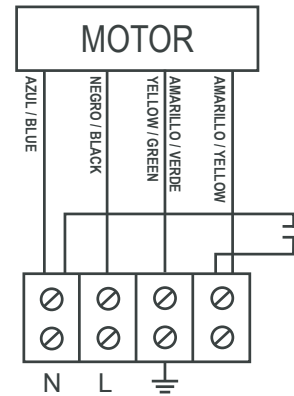 MOTOR
AZUL / BLUE
NEGRO / BLACK
YELLOW / GREEN
AMARILLO / VERDE
AMARILLO / YELLOW
N L